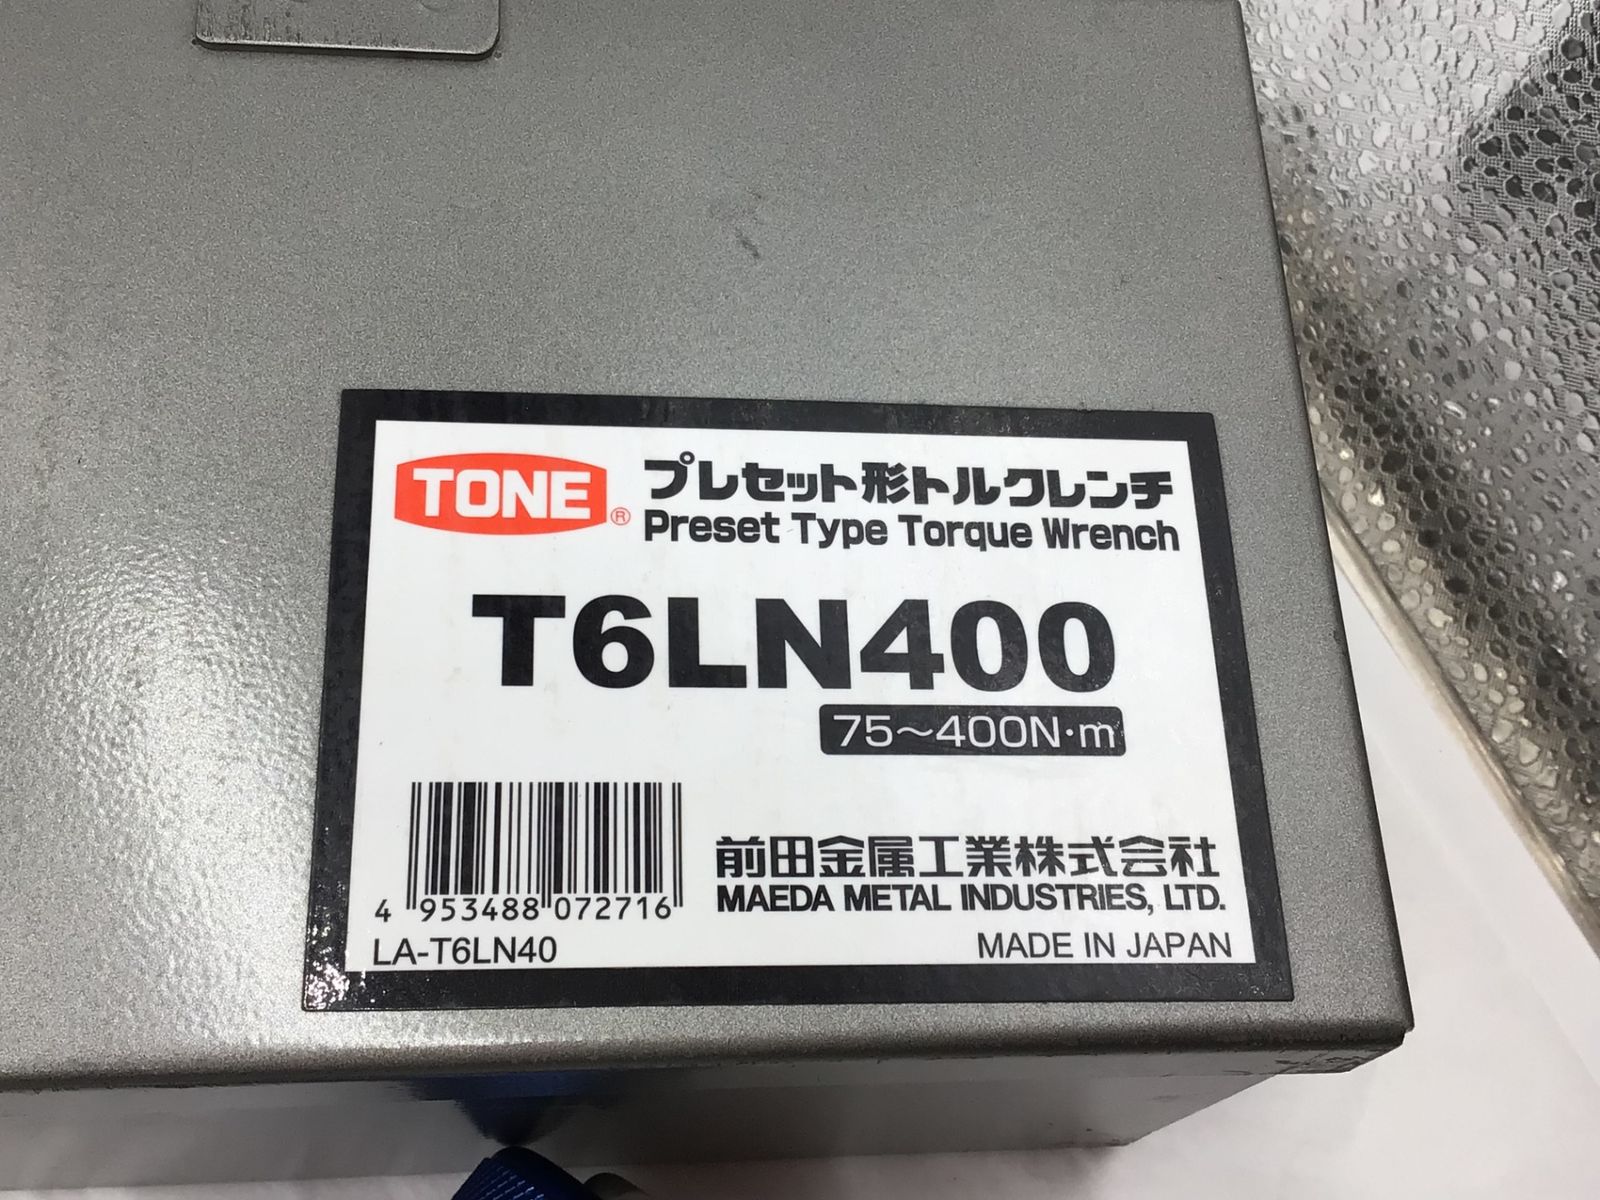 TONE®
プレセット形トルクレンチ
Preset Type Torque Wrench
T6LN400
75～400N·m
4 953488 072716
LA-T6LN40
前田金属工業株式会社
MAEDA METAL INDUSTRIES, LTD.
MADE IN JAPAN